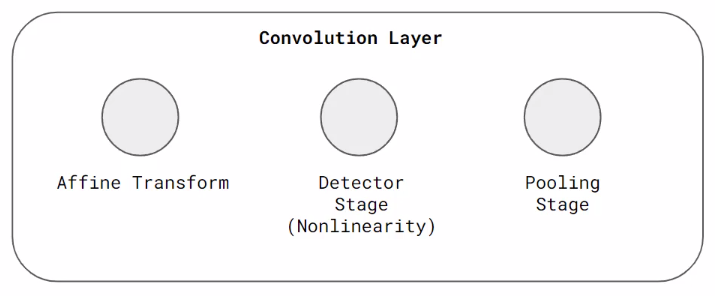 Convolution Layer
Affine Transform
Detector
Stage
(Nonlinearity)
Pooling
Stage